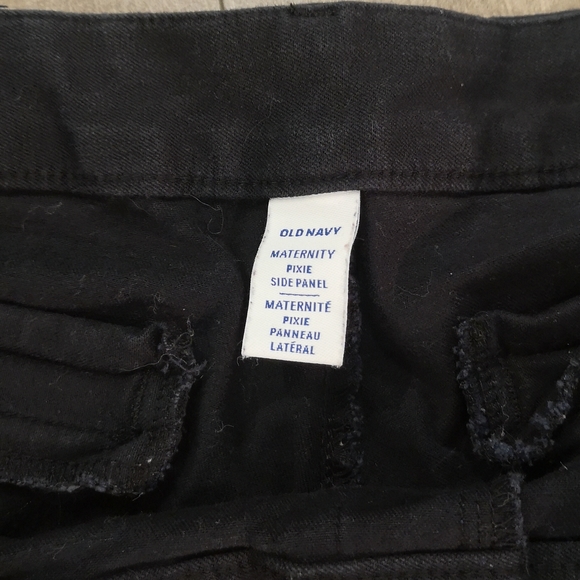 OLD NAVY
MATERNITY
PIXIE
SIDE PANEL
MATERNITÉ
PIXIE
PANNEAU
LATÉRAL